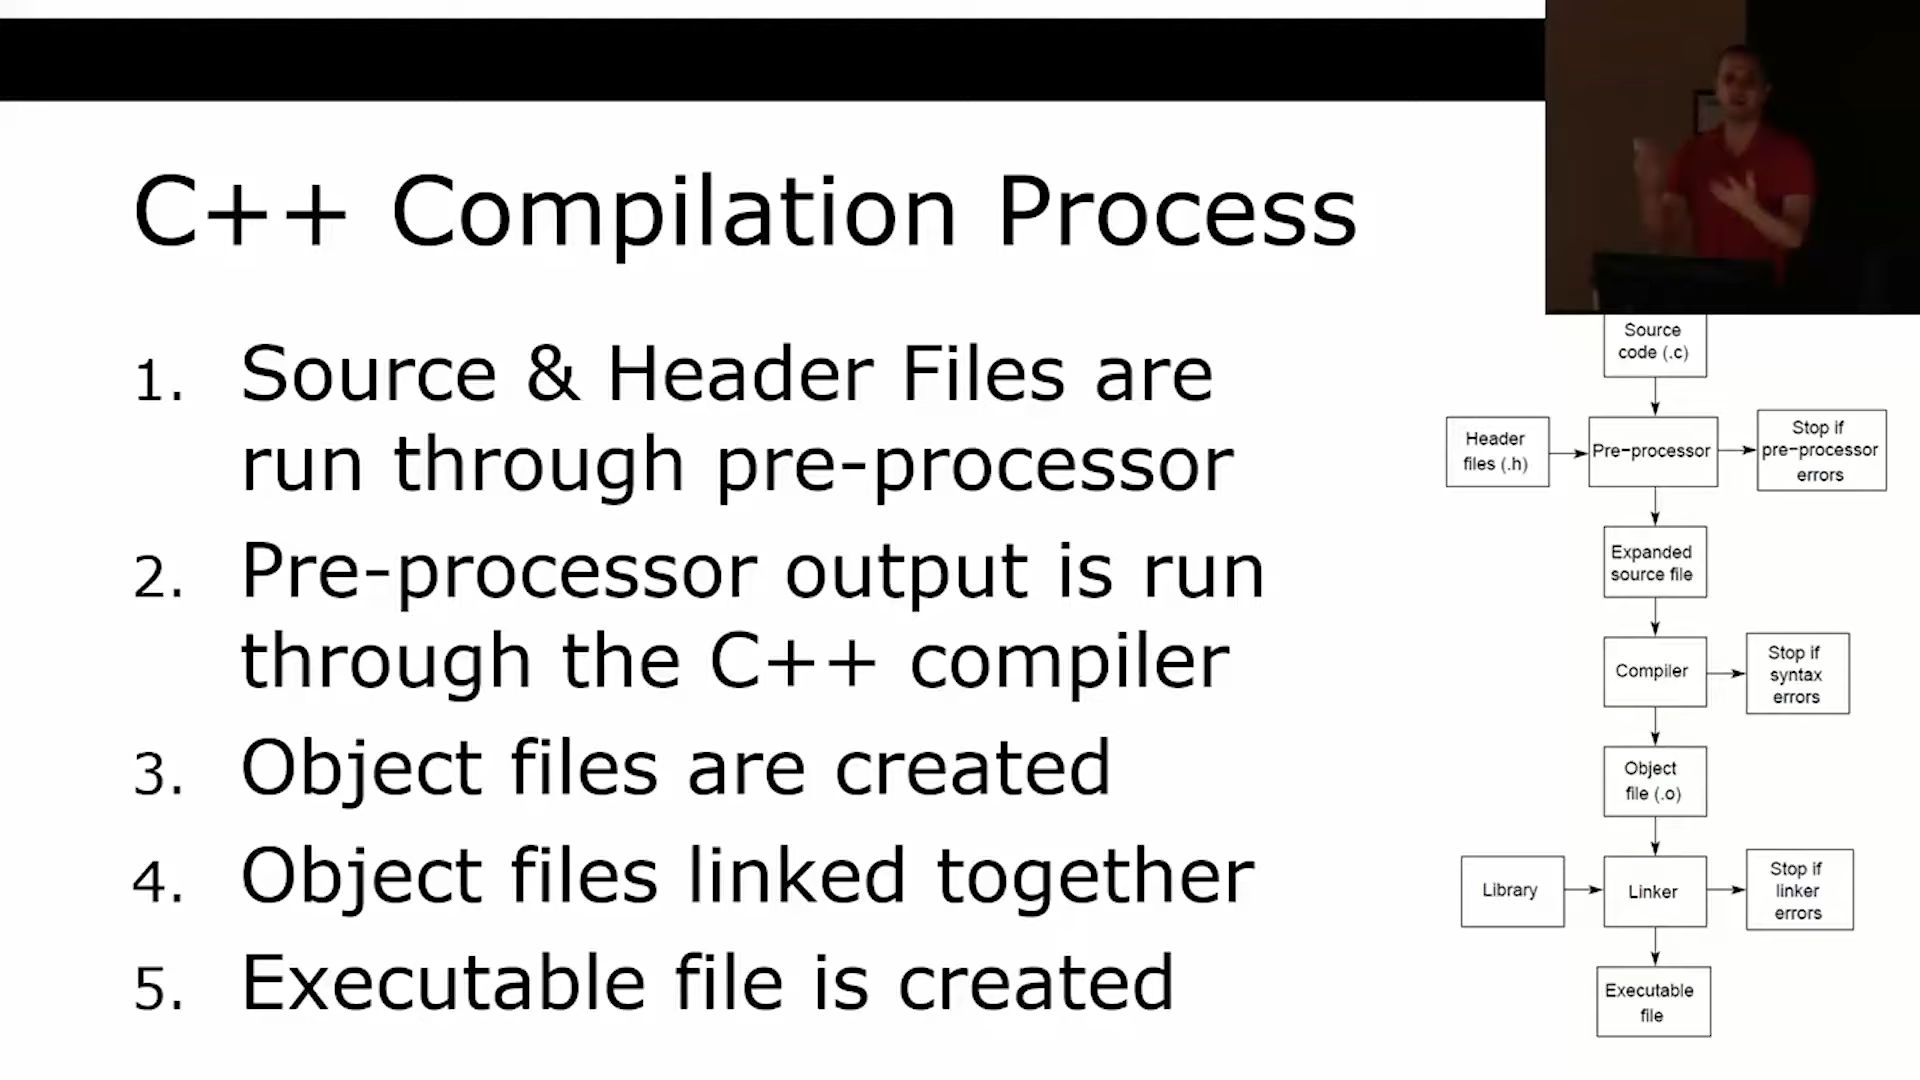 C++ Compilation Process
1. Source & Header Files are
run through pre-processor
2. Pre-processor output is run
through the C++ compiler
3. Object files are created
4. Object files linked together
5. Executable file is created
Source
code (.c)
Header
files (.h)
Pre-processor
Stop if
pre-processor
errors
Expanded
source file
Compiler
Stop if
syntax
errors
Object
file (.o)
Library
Linker
Stop if
linker
errors
Executable
file